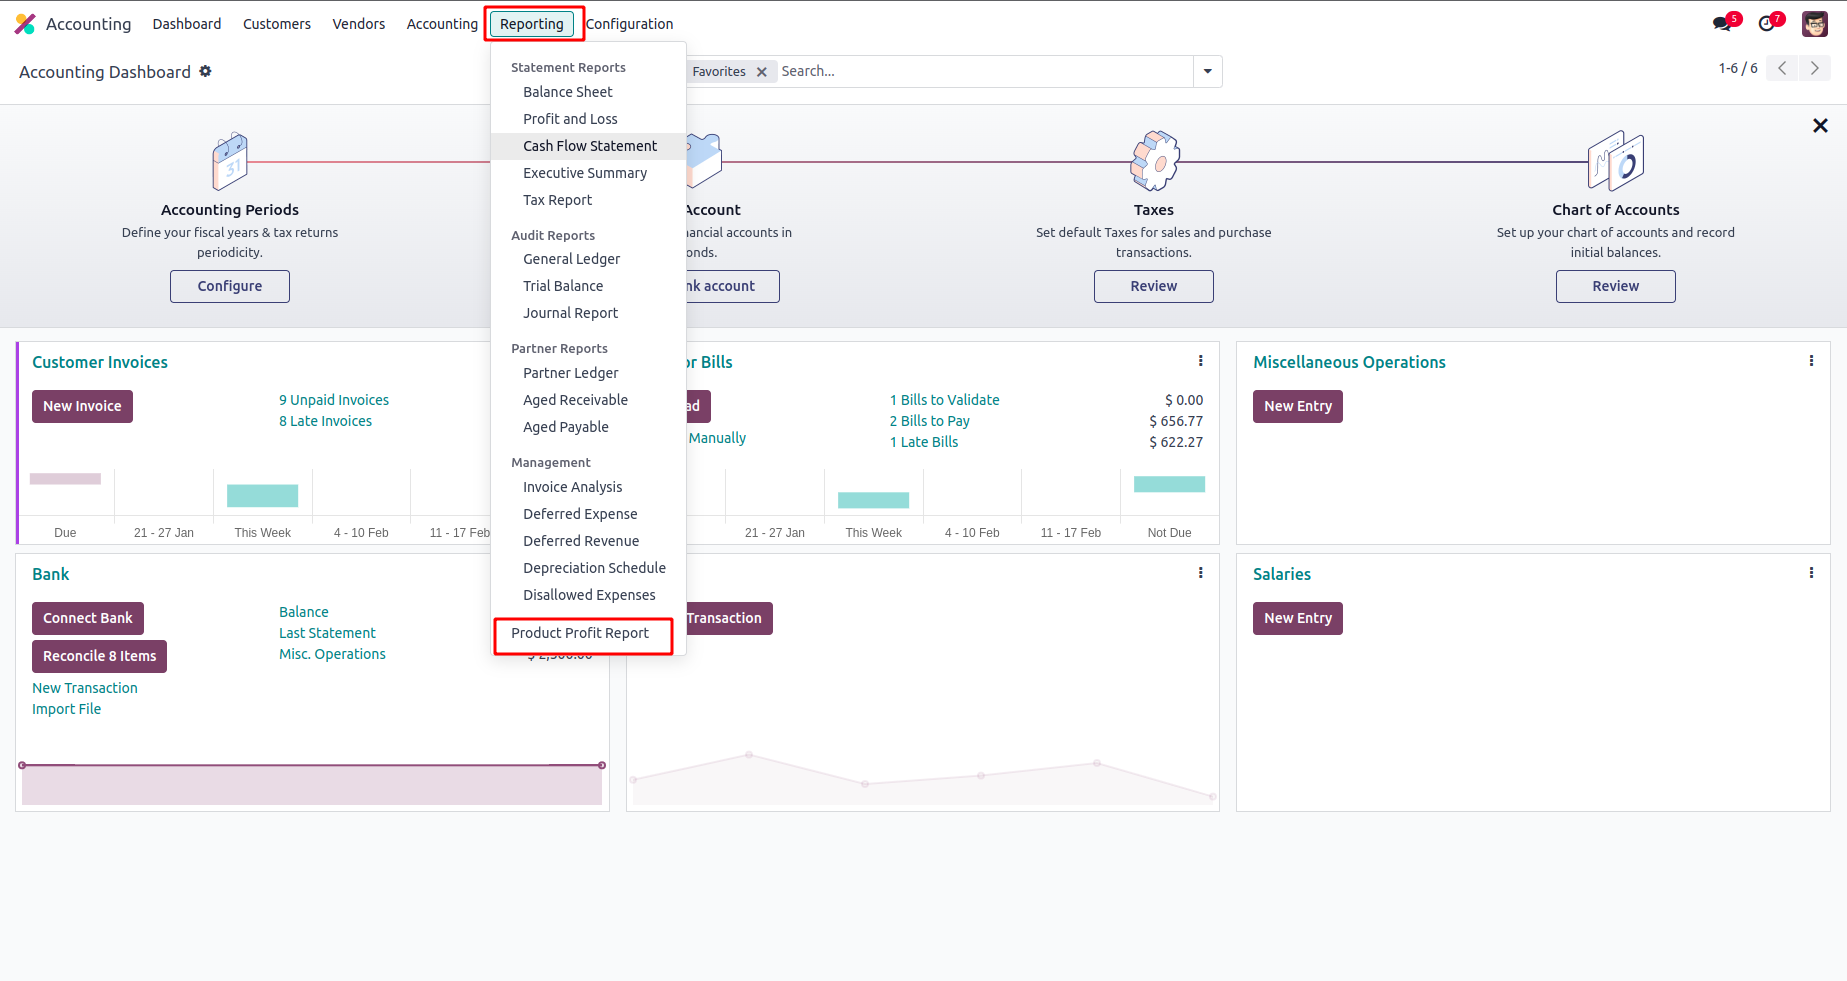 Accounting Dashboard Customers Vendors Accounting Reporting Configuration 5 7
Accounting Dashboard
Favorites Search... 1-6 / 6
Statement Reports
Balance Sheet
Profit and Loss
Cash Flow Statement
Executive Summary
Tax Report
Audit Reports
General Ledger
Trial Balance
Journal Report
Partner Reports
Partner Ledger
Aged Receivable
Aged Payable
Management
Invoice Analysis
Deferred Expense
Deferred Revenue
Depreciation Schedule
Disallowed Expenses
Product Profit Report
31
Accounting Periods
Define your fiscal years & tax returns
periodicity.
Configure
Account
nancial accounts in
onds.
nk account
Taxes
Set default Taxes for sales and purchase
transactions.
Review
Chart of Accounts
Set up your chart of accounts and record
initial balances.
Review
Customer Invoices
New Invoice
9 Unpaid Invoices
8 Late Invoices
Due 21 - 27 Jan This Week 4 - 10 Feb 11 - 17 Feb
or Bills
ad
Manually
1 Bills to Validate $ 0.00
2 Bills to Pay $ 656.77
1 Late Bills $ 622.27
21 - 27 Jan This Week 4 - 10 Feb 11 - 17 Feb Not Due
Miscellaneous Operations
New Entry
Bank
Connect Bank
Reconcile 8 Items
New Transaction
Import File
Balance
Last Statement
Misc. Operations
Transaction
Salaries
New Entry